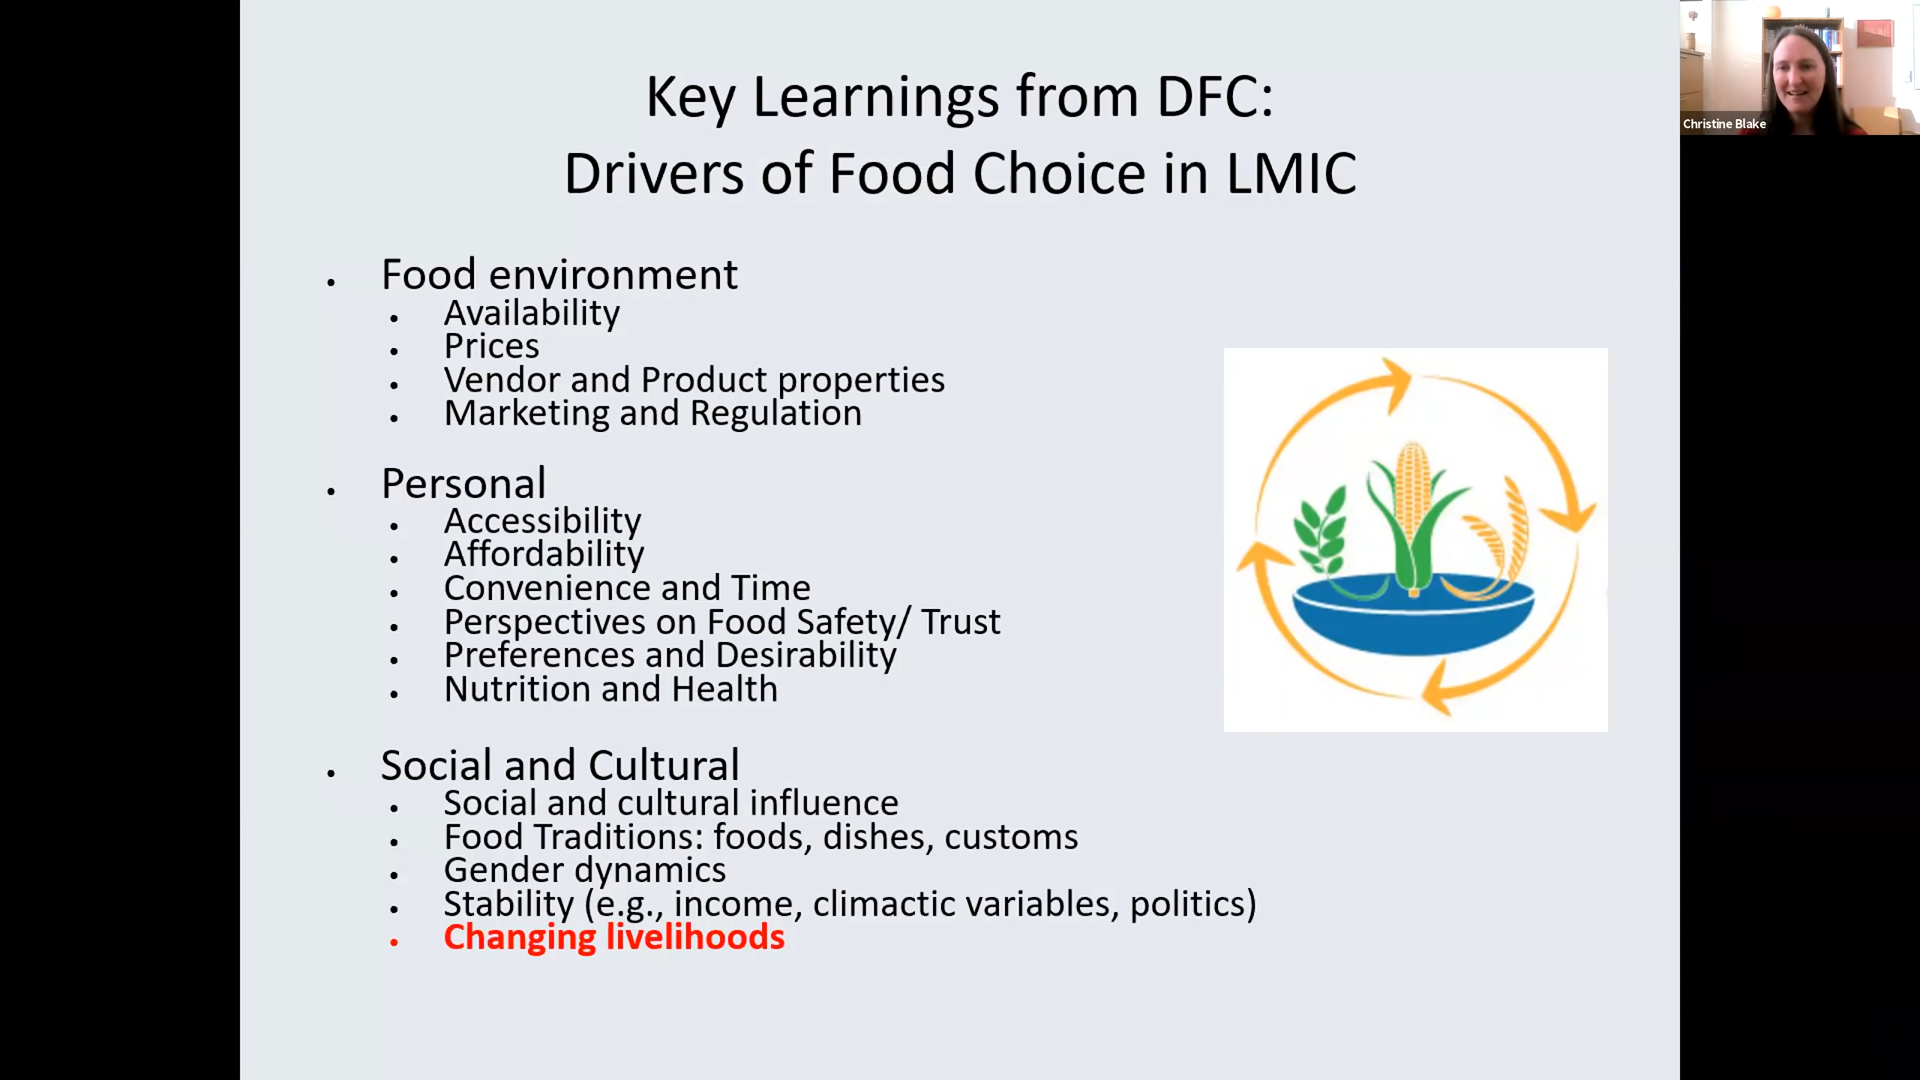 Key Learnings from DFC:
Drivers of Food Choice in LMIC
• Food environment
• Availability
• Prices
• Vendor and Product properties
• Marketing and Regulation
• Personal
• Accessibility
• Affordability
• Convenience and Time
• Perspectives on Food Safety/ Trust
• Preferences and Desirability
• Nutrition and Health
• Social and Cultural
• Social and cultural influence
• Food Traditions: foods, dishes, customs
• Gender dynamics
• Stability (e.g., income, climactic variables, politics)
• Changing livelihoods
Christine Blake